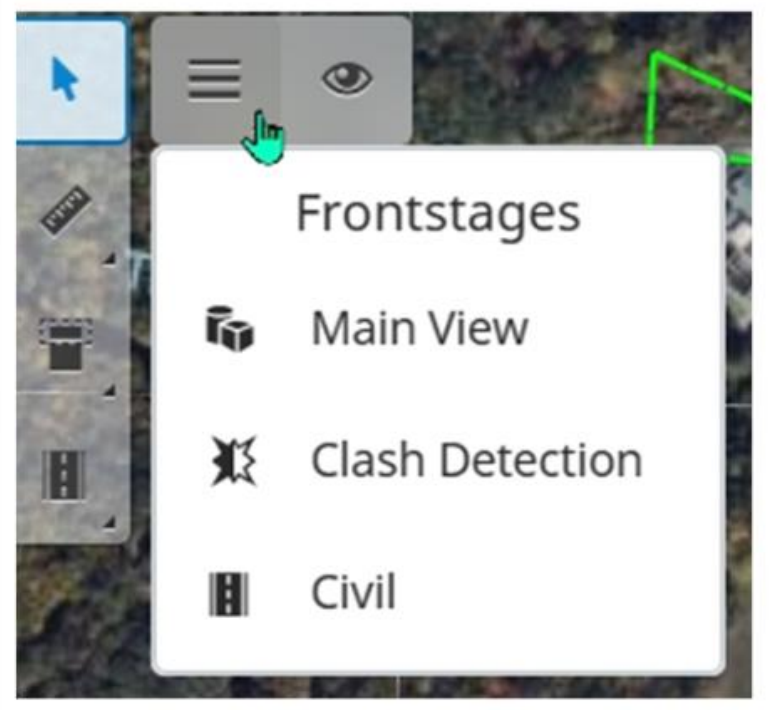 Frontstages
Main View
Clash Detection
Civil